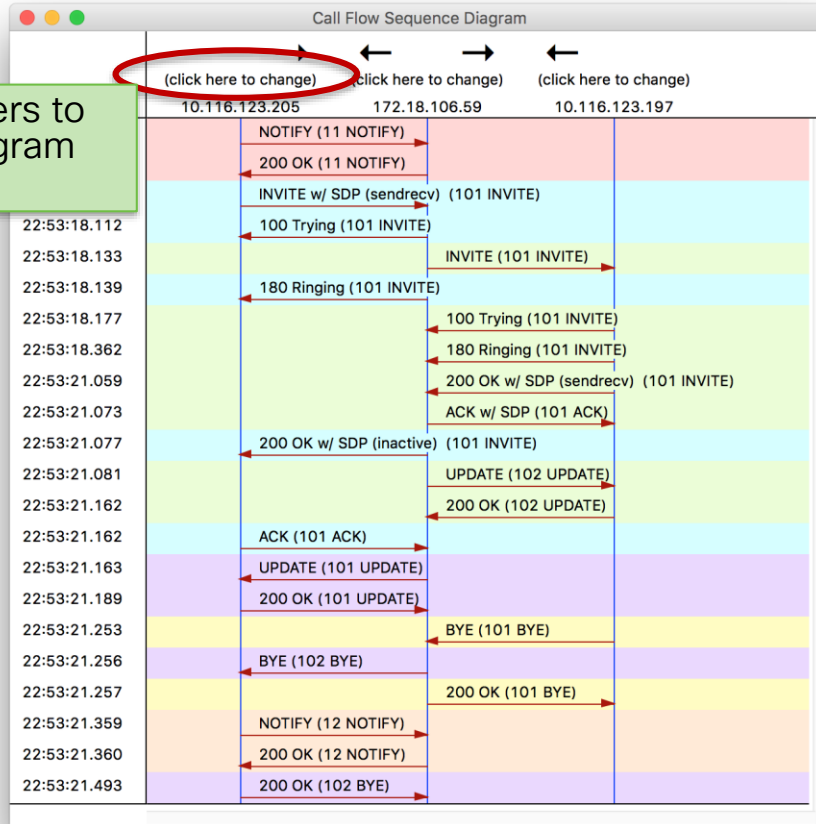 Call Flow Sequence Diagram
(click here to change) click here to change) (click here to change)
10.116.123.205 172.18.106.59 10.116.123.197
ers to
gram
NOTIFY (11 NOTIFY)
200 OK (11 NOTIFY)
INVITE w/ SDP (sendrecv) (101 INVITE)
22:53:18.112 100 Trying (101 INVITE)
22:53:18.133 INVITE (101 INVITE)
22:53:18.139 180 Ringing (101 INVITE)
22:53:18.177 100 Trying (101 INVITE)
22:53:18.362 180 Ringing (101 INVITE)
22:53:21.059 200 OK w/ SDP (sendrecv) (101 INVITE)
22:53:21.073 ACK w/ SDP (101 ACK)
22:53:21.077 200 OK w/ SDP (inactive) (101 INVITE)
22:53:21.081 UPDATE (102 UPDATE)
22:53:21.162 200 OK (102 UPDATE)
22:53:21.162 ACK (101 ACK)
22:53:21.163 UPDATE (101 UPDATE)
22:53:21.189 200 OK (101 UPDATE)
22:53:21.253 BYE (101 BYE)
22:53:21.256 BYE (102 BYE)
22:53:21.257 200 OK (101 BYE)
22:53:21.359 NOTIFY (12 NOTIFY)
22:53:21.360 200 OK (12 NOTIFY)
22:53:21.493 200 OK (102 BYE)